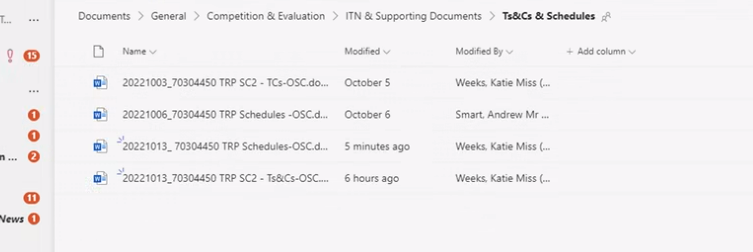 T...
...
Documents > General > Competition & Evaluation > ITN & Supporting Documents > Ts&Cs & Schedules
! 15
Name Modified Modified By + Add column
...
20221003_70304450 TRP SC2 - TCs-OSC.do... October 5 Weeks, Katie Miss (...
1
20221006_70304450 TRP Schedules -OSC.d... October 6 Smart, Andrew Mr ...
1
n ... 2
20221013_ 70304450 TRP Schedules-OSC.d... 5 minutes ago Weeks, Katie Miss (...
20221013_70304450 TRP SC2 - Ts&Cs-OSC.... 6 hours ago Weeks, Katie Miss (...
11
News 1